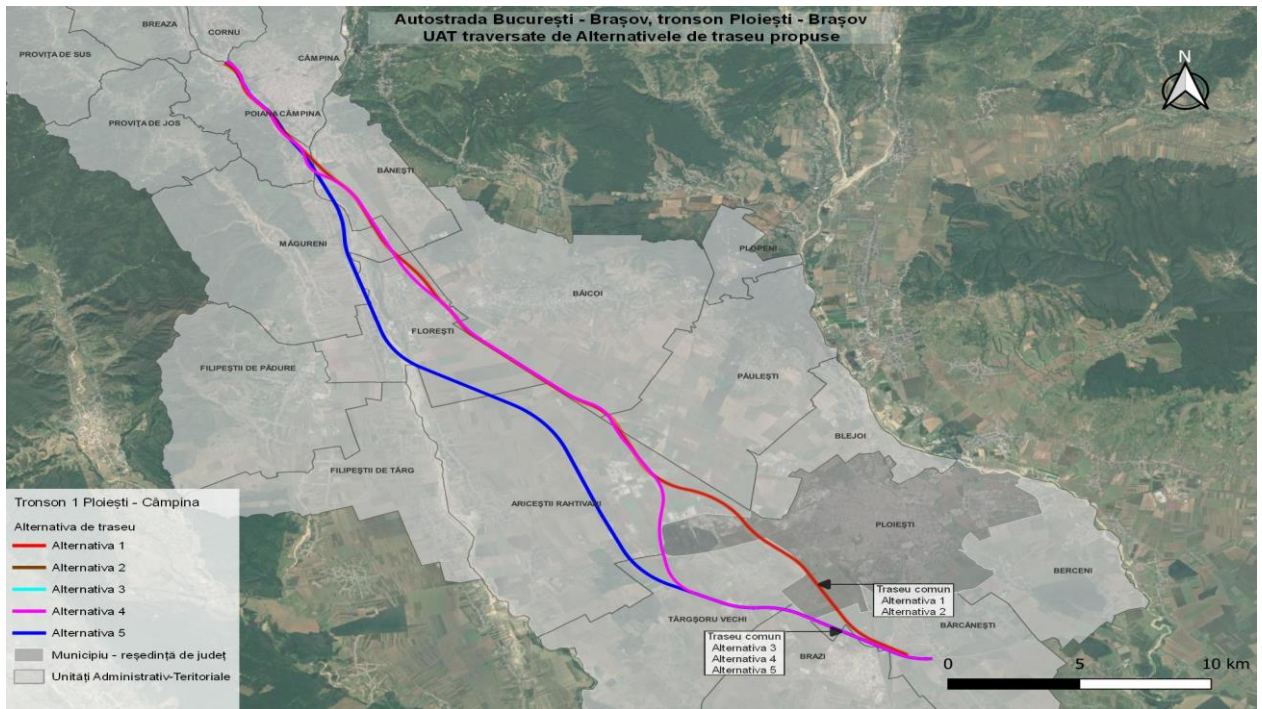 Autostrada București - Brașov, tronson Ploiești - Brașov
UAT traversate de Alternativele de traseu propuse
BREAZA
CORNU
PROVIȚA DE SUS
CÂMPINA
N
PROVIȚA DE JOS
POIANA CÂMPINA
BĂNEȘTI
MĂGURENI
PLOPENI
BĂICOI
FLOREȘTI
FILIPEȘTII DE PĂDURE
PĂULEȘTI
BLEJOI
FILIPEȘTII DE TÂRG
ARICEȘTII RAHTIVANI
PLOIEȘTI
BERCENI
TÂRGȘORU VECHI
BĂRCĂNEȘTI
BRAZI
Traseu comun
Alternativa 1
Alternativa 2
Traseu comun
Alternativa 3
Alternativa 4
Alternativa 5
Tronson 1 Ploiești - Câmpina
Alternativa de traseu
Alternativa 1
Alternativa 2
Alternativa 3
Alternativa 4
Alternativa 5
Municipiu - reședință de județ
Unități Administrativ-Teritoriale
0 5 10 km